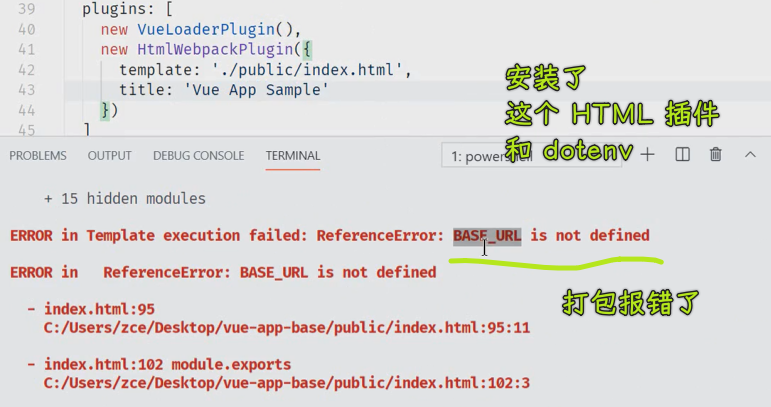 39 plugins: [
40 new VueLoaderPlugin(),
41 new HtmlWebpackPlugin({
42 template: './public/index.html',
43 title: 'Vue App Sample'
44 })
45 ]
安装了
这个 HTML 插件
和 dotenv
PROBLEMS OUTPUT DEBUG CONSOLE TERMINAL 1: powershell
+ 15 hidden modules
ERROR in Template execution failed: ReferenceError: BASE_URL is not defined
ERROR in   ReferenceError: BASE_URL is not defined
打包报错了
- index.html:95
C:/Users/zce/Desktop/vue-app-base/public/index.html:95:11
- index.html:102 module.exports
C:/Users/zce/Desktop/vue-app-base/public/index.html:102:3